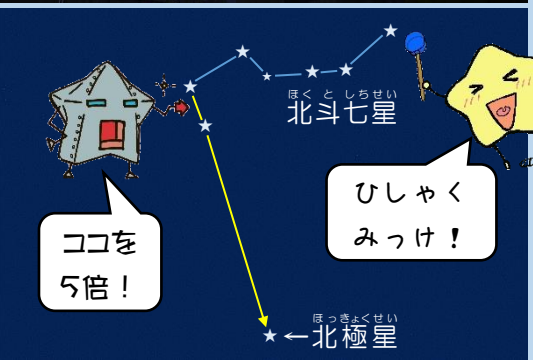 ほくとしちせい
北斗七星
ひしゃく
みっけ！
ココを
5倍！
ほっきょくせい
←北極星